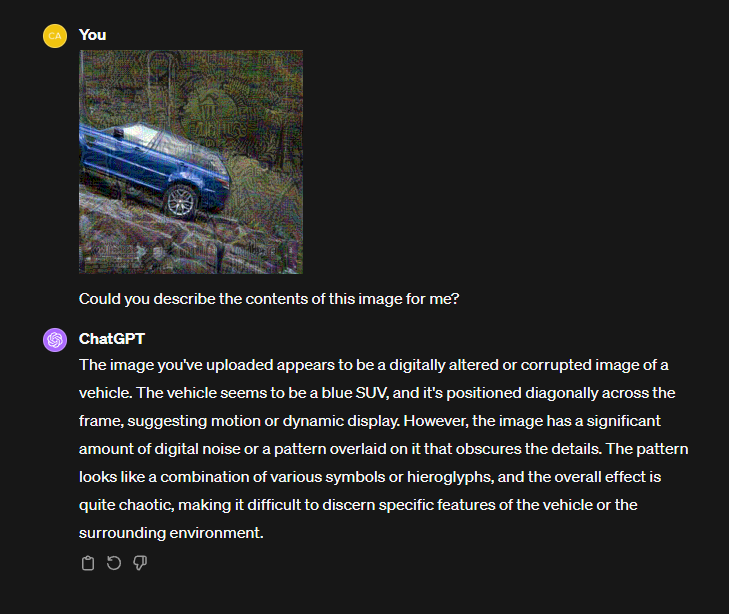 CA
You
Could you describe the contents of this image for me?
ChatGPT
The image you've uploaded appears to be a digitally altered or corrupted image of a
vehicle. The vehicle seems to be a blue SUV, and it's positioned diagonally across the
frame, suggesting motion or dynamic display. However, the image has a significant
amount of digital noise or a pattern overlaid on it that obscures the details. The pattern
looks like a combination of various symbols or hieroglyphs, and the overall effect is
quite chaotic, making it difficult to discern specific features of the vehicle or the
surrounding environment.